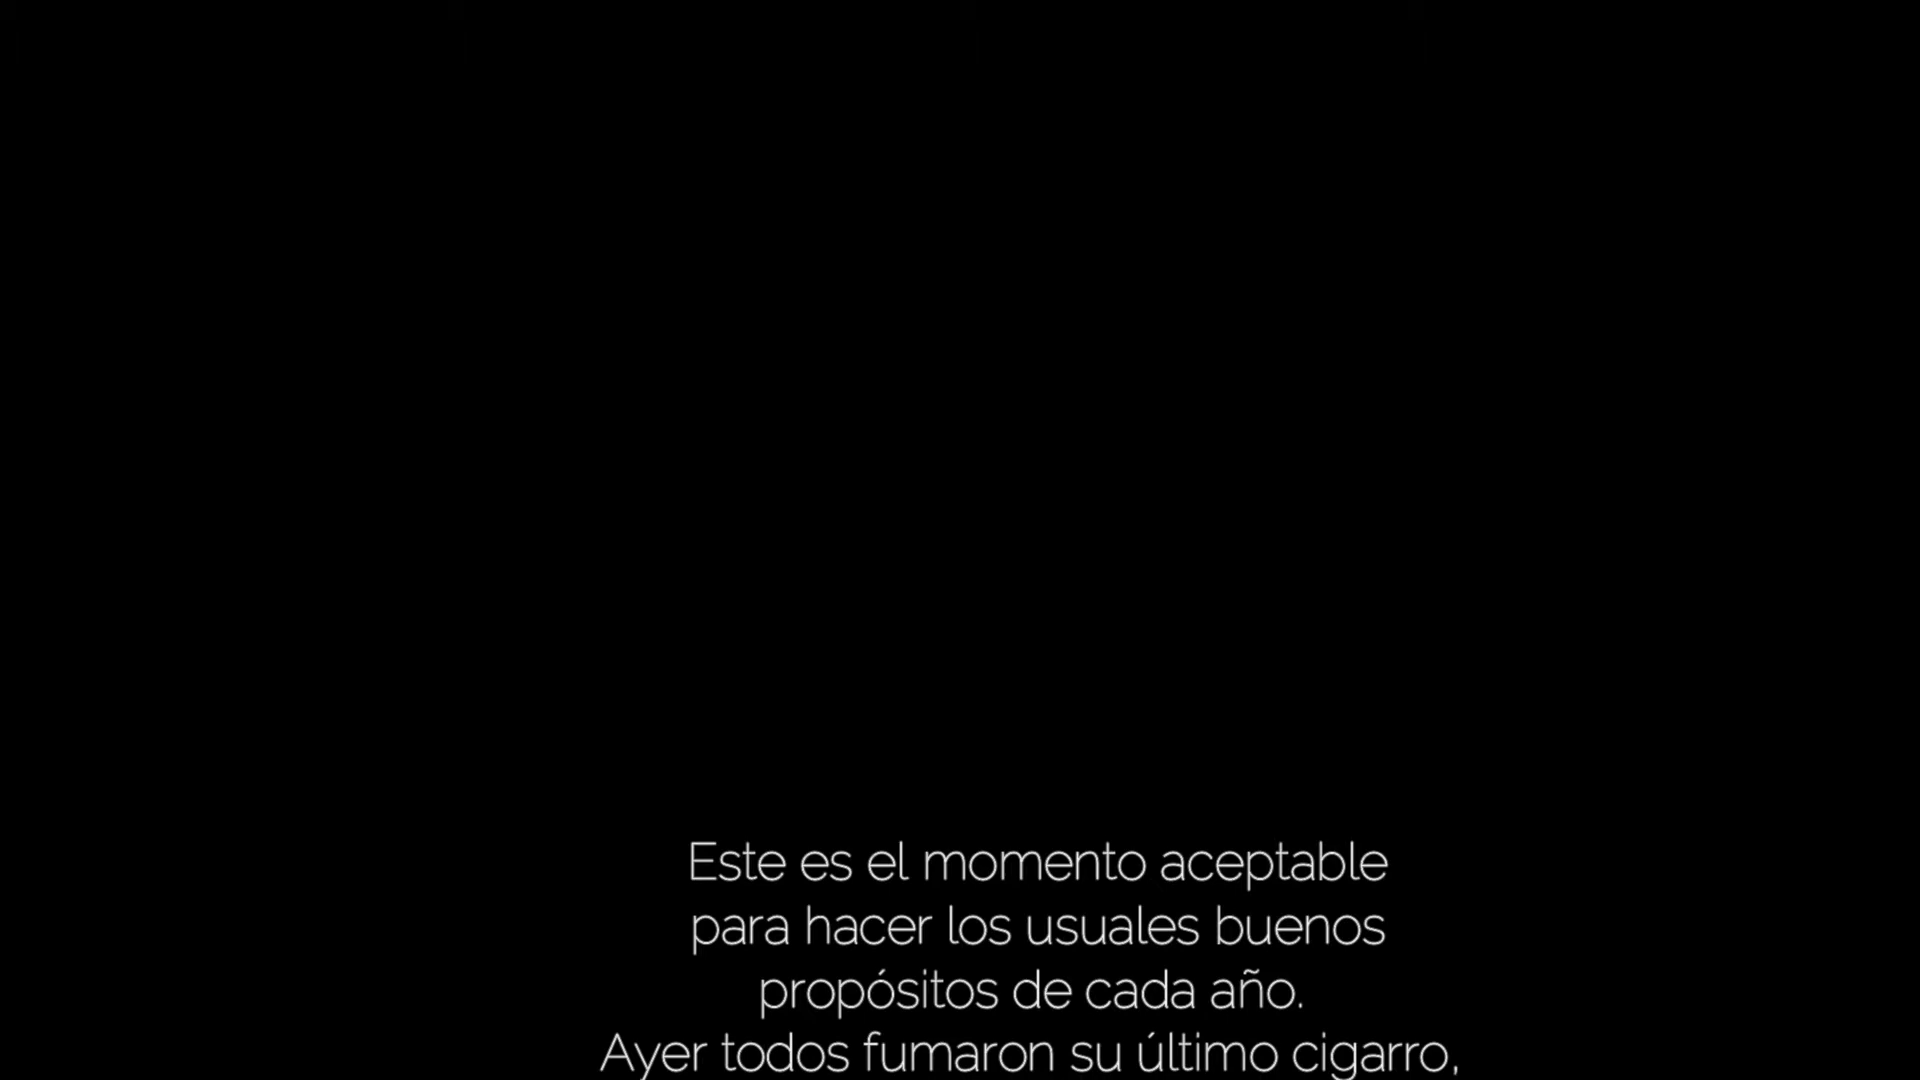 Este es el momento aceptable
para hacer los usuales buenos
propósitos de cada año.
Ayer todos fumaron su último cigarro,